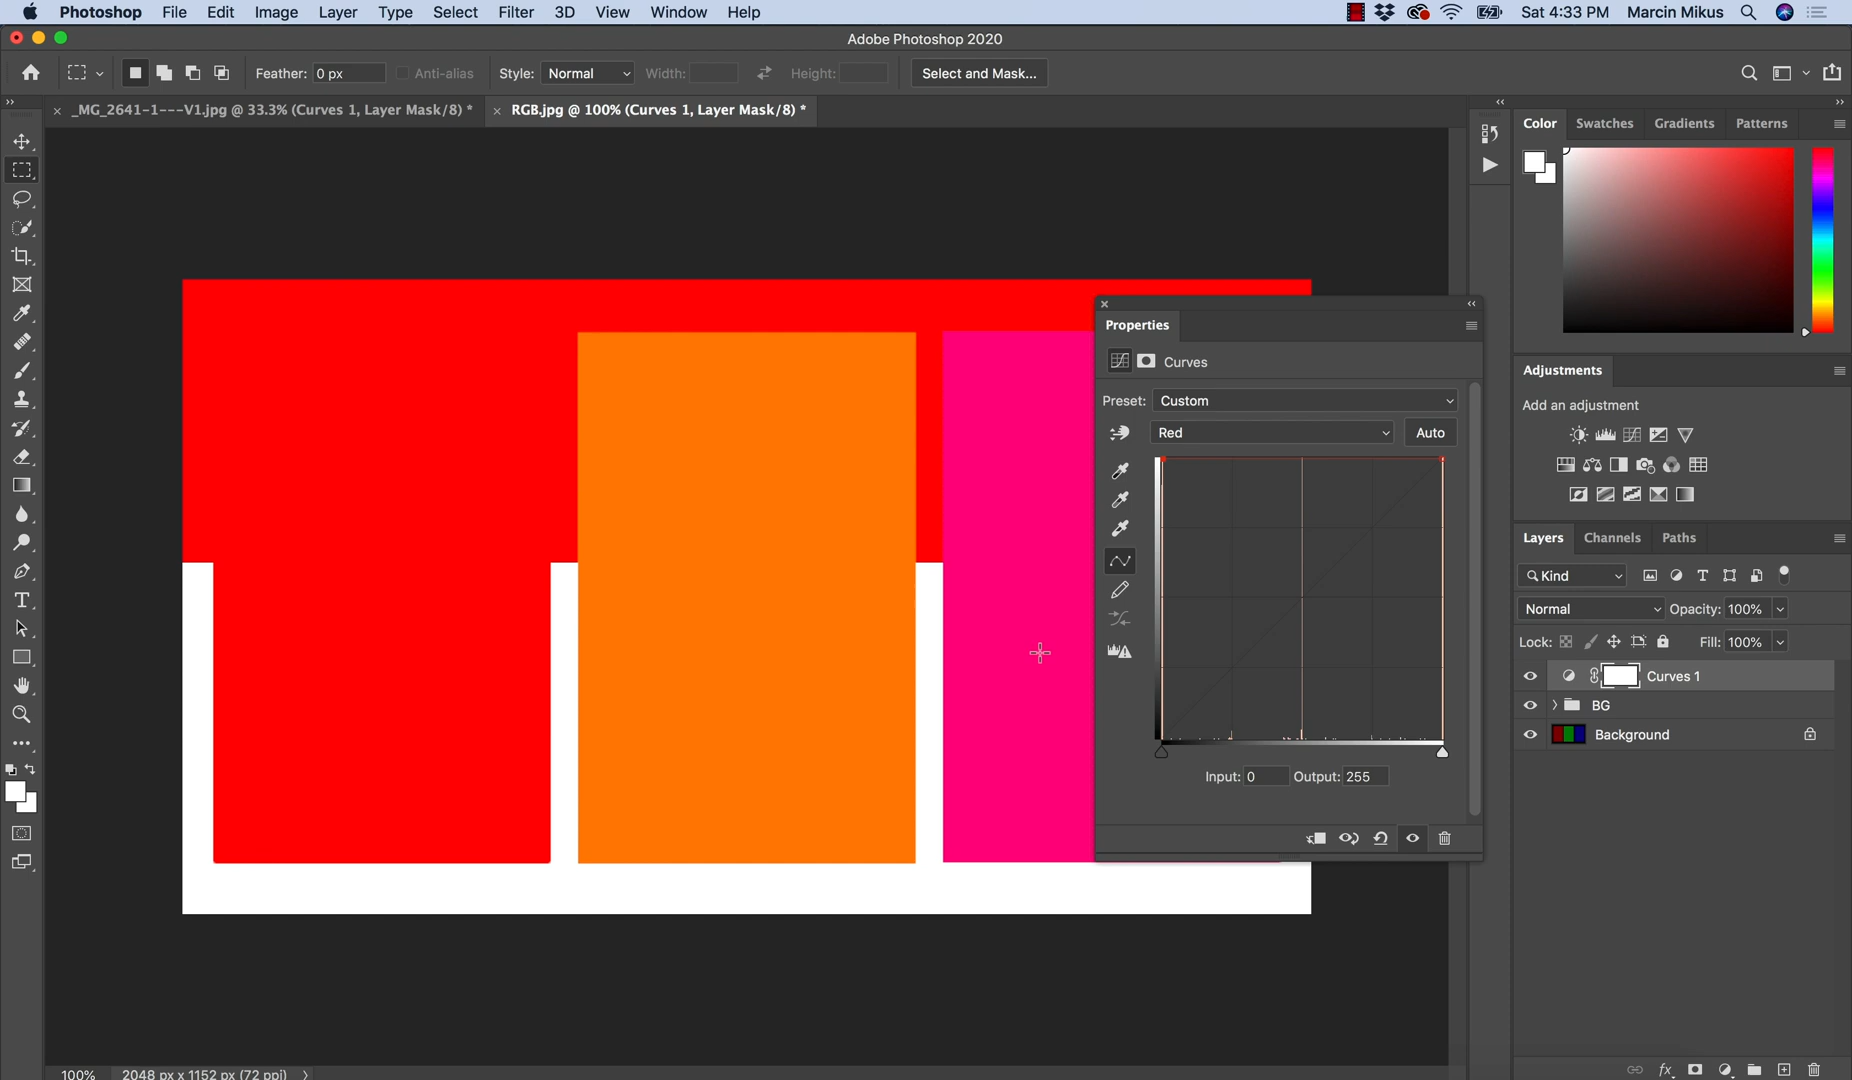 Photoshop File Edit Image Layer Type Select Filter 3D View Window Help Sat 4:33 PM Marcin Mikus
Adobe Photoshop 2020
Feather: 0 px Anti-alias Style: Normal Width: Height: Select and Mask...
_MG_2641-1---V1.jpg @ 33.3% (Curves 1, Layer Mask/8) * RGB.jpg @ 100% (Curves 1, Layer Mask/8) *
Color Swatches Gradients Patterns
Properties
Curves
Preset: Custom
Red Auto
Input: 0 Output: 255
Adjustments
Add an adjustment
Layers Channels Paths
Kind
Normal Opacity: 100%
Lock: Fill: 100%
Curves 1
BG
Background
100% 2048 px x 1152 px (72 ppi)